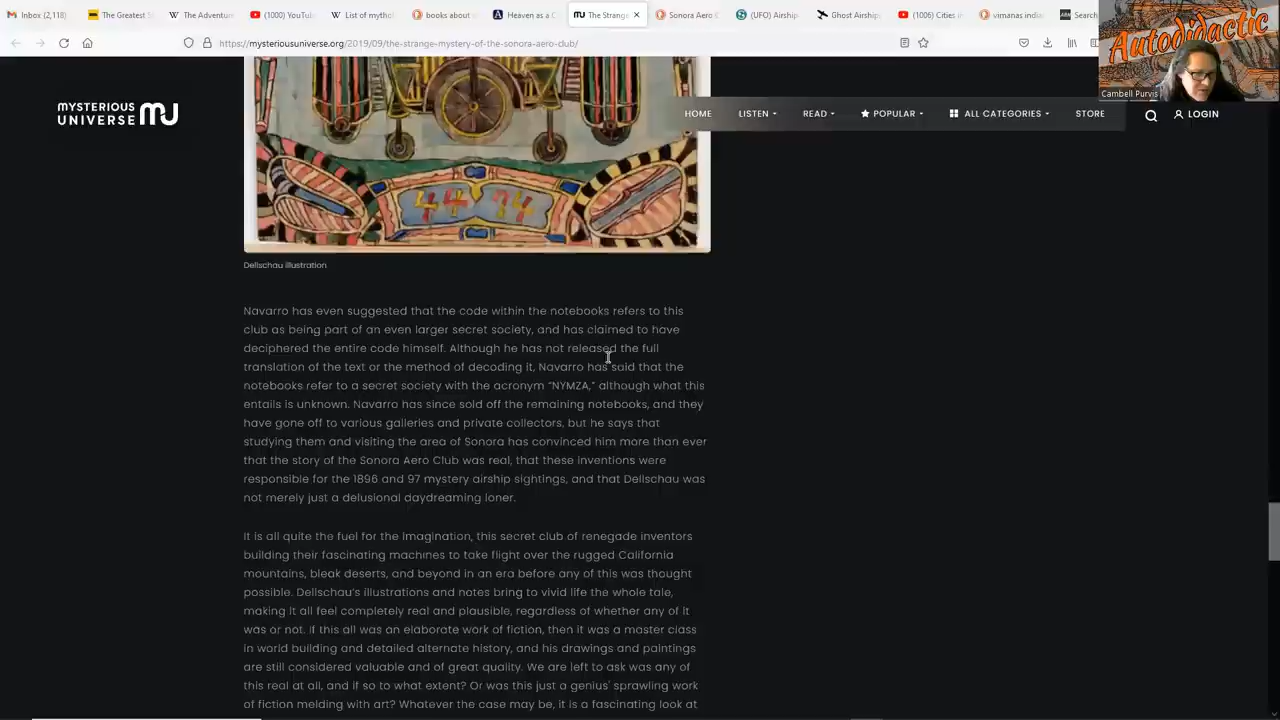 Inbox (2,118)
The Greatest S
The Adventure
(1000) YouTube
List of mythol
books about
Heaven as a C
The Strange
Sonora Aero C
(UFO) Airship
Ghost Airships
(1006) Cities i
vimanas indian
Search
https://mysteriousuniverse.org/2019/09/the-strange-mystery-of-the-sonora-aero-club/
Autodidactic
Cambell Purvis
MYSTERIOUS
UNIVERSE MU
HOME
LISTEN
READ
POPULAR
ALL CATEGORIES
STORE
LOGIN
44 74
Dellschau illustration
Navarro has even suggested that the code within the notebooks refers to this
club as being part of an even larger secret society, and has claimed to have
deciphered the entire code himself. Although he has not released the full
translation of the text or the method of decoding it, Navarro has said that the
notebooks refer to a secret society with the acronym “NYMZA,” although what this
entails is unknown. Navarro has since sold off the remaining notebooks, and they
have gone off to various galleries and private collectors, but he says that
studying them and visiting the area of Sonora has convinced him more than ever
that the story of the Sonora Aero Club was real, that these inventions were
responsible for the 1896 and 97 mystery airship sightings, and that Dellschau was
not merely just a delusional daydreaming loner.
It is all quite the fuel for the imagination, this secret club of renegade inventors
building their fascinating machines to take flight over the rugged California
mountains, bleak deserts, and beyond in an era before any of this was thought
possible. Dellschau’s illustrations and notes bring to vivid life the whole tale,
making it all feel completely real and plausible, regardless of whether any of it
was or not. If this all was an elaborate work of fiction, then it was a master class
in world building and detailed alternate history, and his drawings and paintings
are still considered valuable and of great quality. We are left to ask was any of
this real at all, and if so to what extent? Or was this just a genius’ sprawling work
of fiction melding with art? Whatever the case may be, it is a fascinating look at